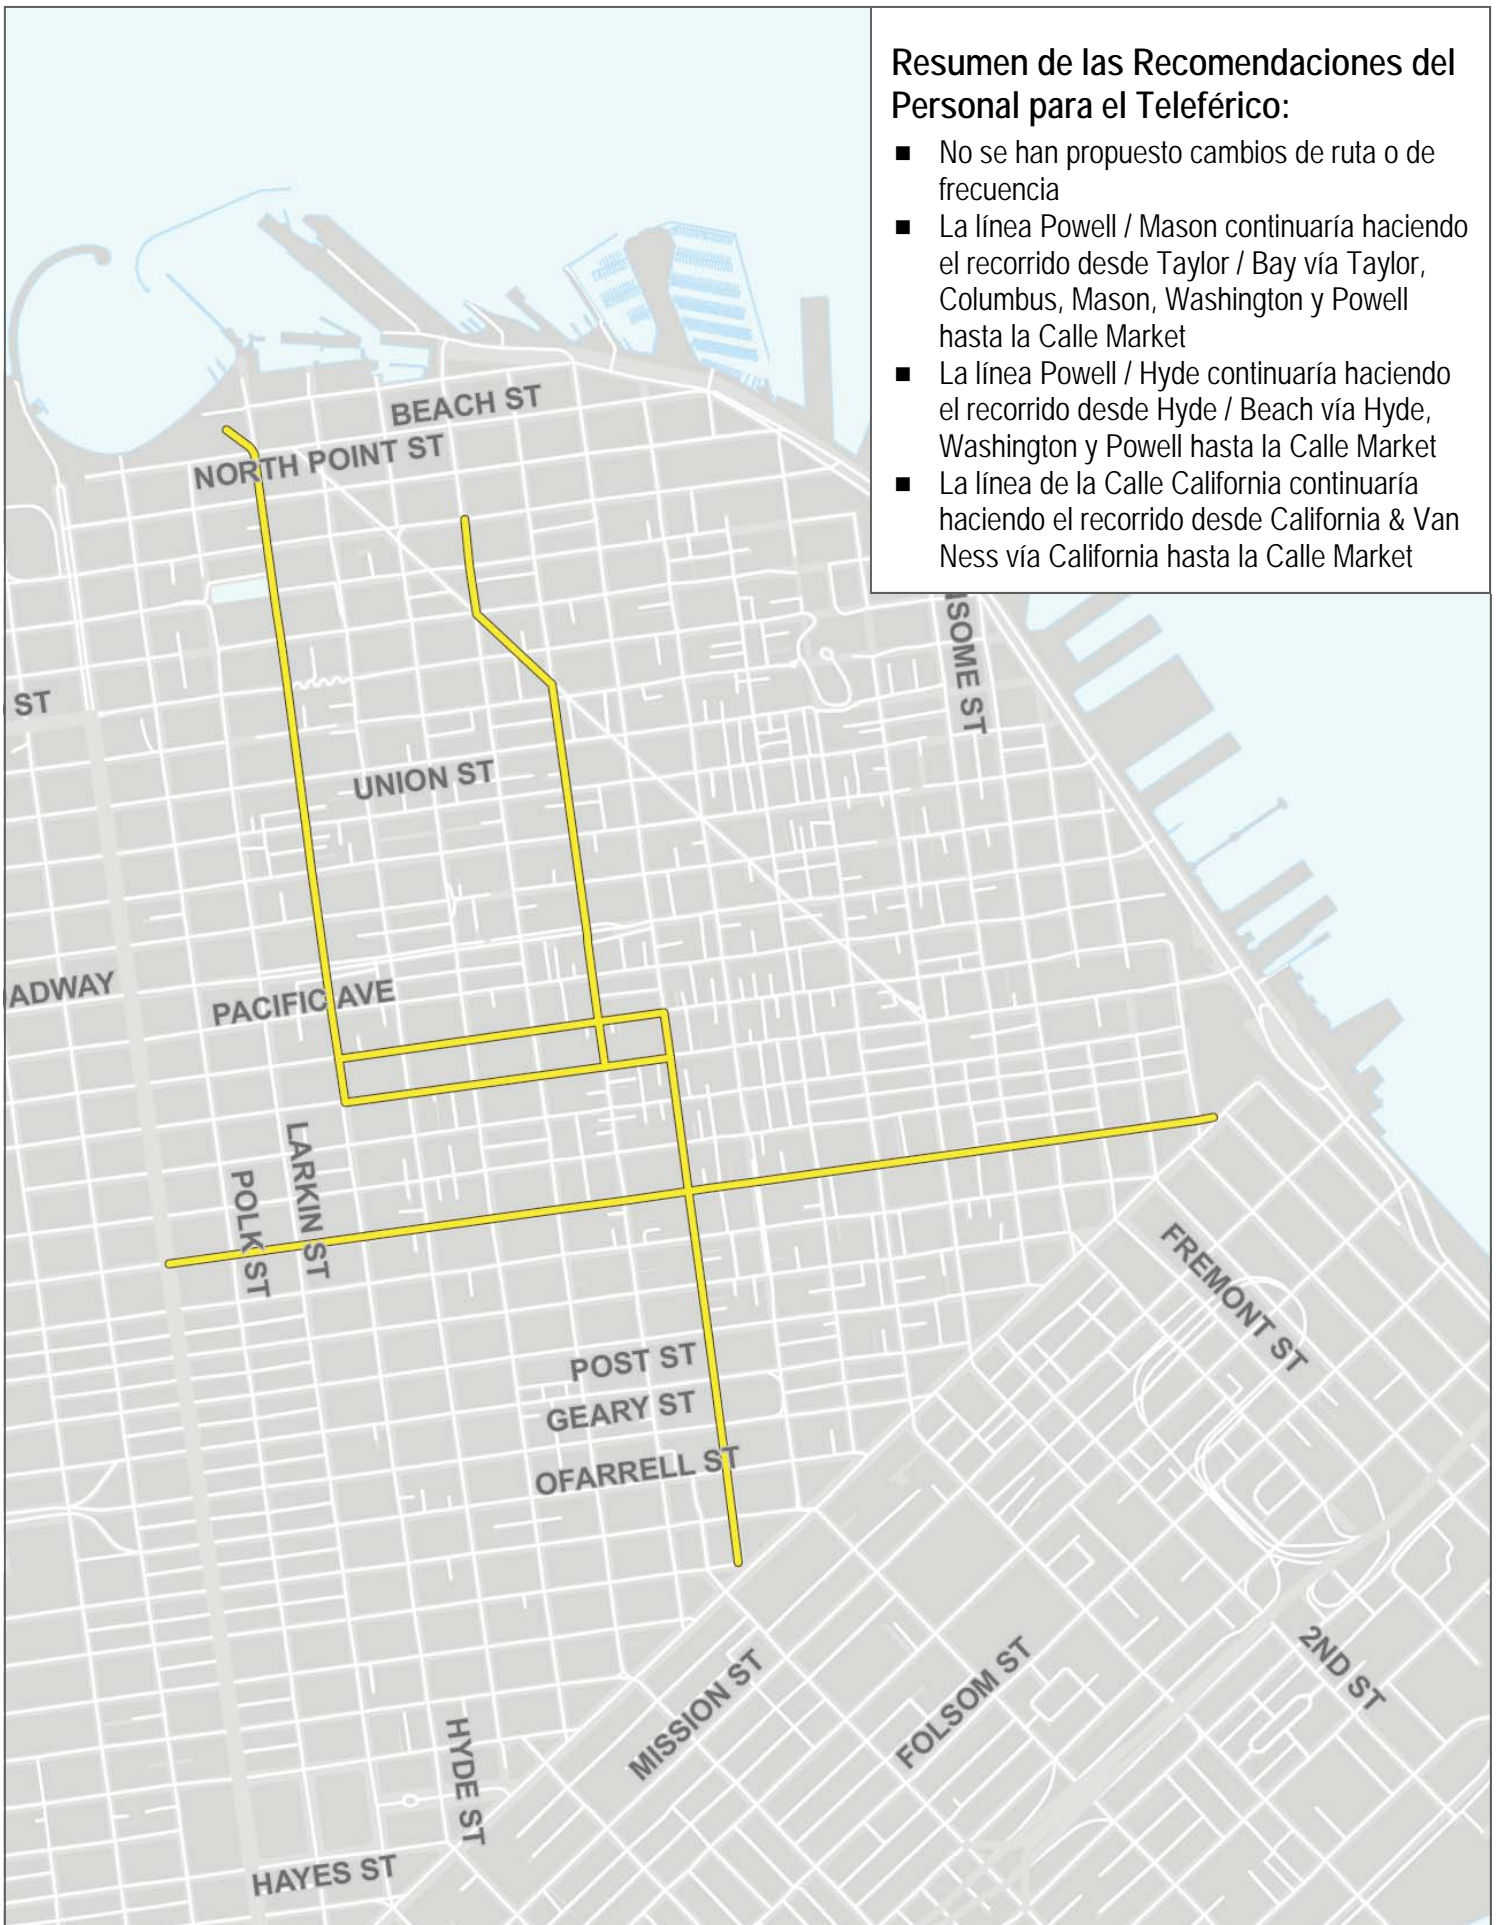 Resumen de las Recomendaciones del
Personal para el Teleférico:
■ No se han propuesto cambios de ruta o de
frecuencia
■ La línea Powell / Mason continuaría haciendo
el recorrido desde Taylor / Bay vía Taylor,
Columbus, Mason, Washington y Powell
hasta la Calle Market
■ La línea Powell / Hyde continuaría haciendo
el recorrido desde Hyde / Beach vía Hyde,
Washington y Powell hasta la Calle Market
■ La línea de la Calle California continuaría
haciendo el recorrido desde California & Van
Ness vía California hasta la Calle Market
BEACH ST
NORTH POINT ST
ISOME ST
ST
UNION ST
ADWAY
PACIFIC AVE
LARKIN ST
POLK ST
FREMONT ST
POST ST
GEARY ST
OFARRELL ST
2ND ST
MISSION ST
FOLSOM ST
HYDE ST
HAYES ST